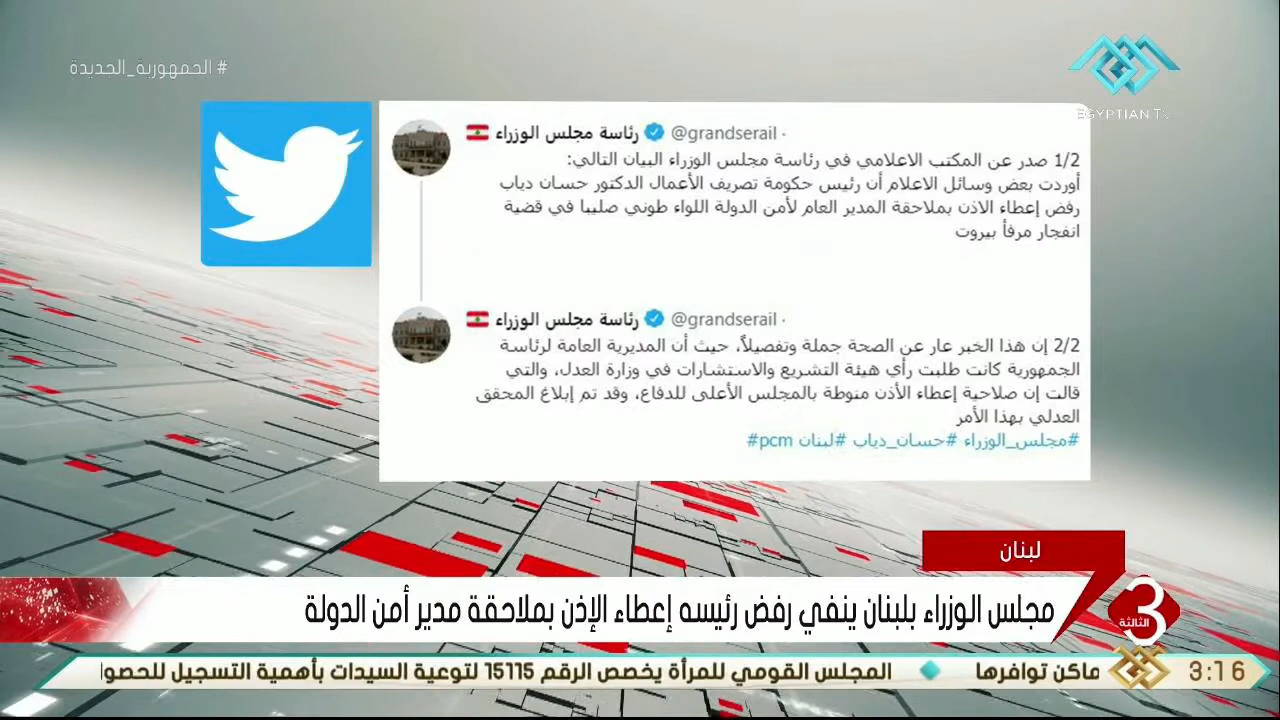 # الجمهورية_الجديدة
EGYPTIAN TV
رئاسة مجلس الوزراء @grandserail ·
1/2 صدر عن المكتب الاعلامي في رئاسة مجلس الوزراء البيان التالي:
أوردت بعض وسائل الاعلام أن رئيس حكومة تصريف الأعمال الدكتور حسان دياب
رفض إعطاء الاذن بملاحقة المدير العام لأمن الدولة اللواء طوني صليبا في قضية
انفجار مرفأ بيروت
رئاسة مجلس الوزراء @grandserail ·
2/2 إن هذا الخبر عار عن الصحة جملة وتفصيلاً، حيث أن المديرية العامة لرئاسة
الجمهورية كانت طلبت رأي هيئة التشريع والاستشارات في وزارة العدل، والتي
قالت إن صلاحية إعطاء الأذن منوطة بالمجلس الأعلى للدفاع، وقد تم إبلاغ المحقق
العدلي بهذا الأمر
#مجلس_الوزراء #حسان_دياب #لبنان #pcm
لبنان
3 الثالثة
مجلس الوزراء بلبنان ينفي رفض رئيسه إعطاء الإذن بملاحقة مدير أمن الدولة
3:16
ماكن توافرها
المجلس القومي للمرأة يخصص الرقم 15115 لتوعية السيدات بأهمية التسجيل للحصو